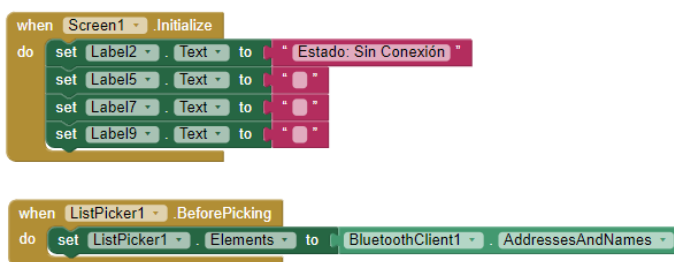 when Screen1 .Initialize
do set Label2 . Text to " Estado: Sin Conexión "
set Label5 . Text to " "
set Label7 . Text to " "
set Label9 . Text to " "
when ListPicker1 .BeforePicking
do set ListPicker1 . Elements to BluetoothClient1 . AddressesAndNames